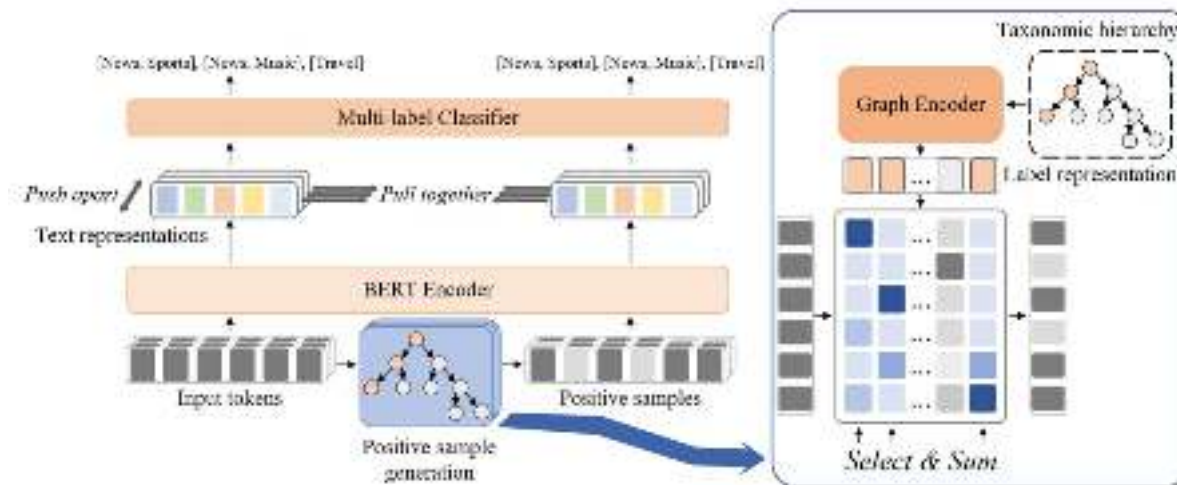 [News, Sports], [News, Music], [Travel]
[News, Sports], [News, Music], [Travel]
Multi-label Classifier
Push apart
Pull together
Text representations
BERT Encoder
Input tokens
Positive samples
Positive sample
generation
Taxonomic hierarchy
Graph Encoder
Label representation
...
...
...
...
...
...
...
Select & Sum